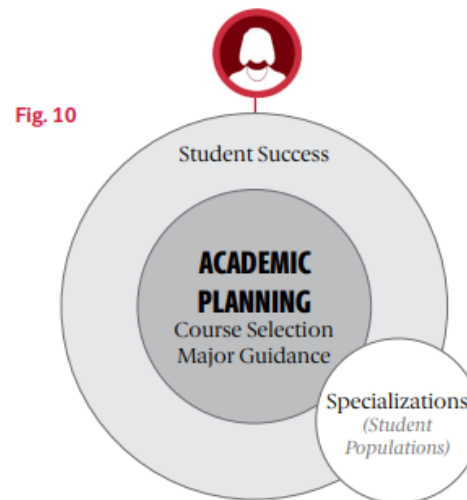 Fig. 10
Student Success
ACADEMIC
PLANNING
Course Selection
Major Guidance
Specializations
(Student
Populations)